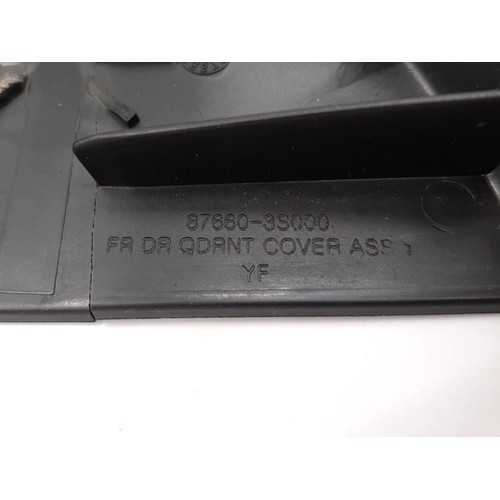 87660-3S000
FR DR QDRNT COVER ASS'Y
YF